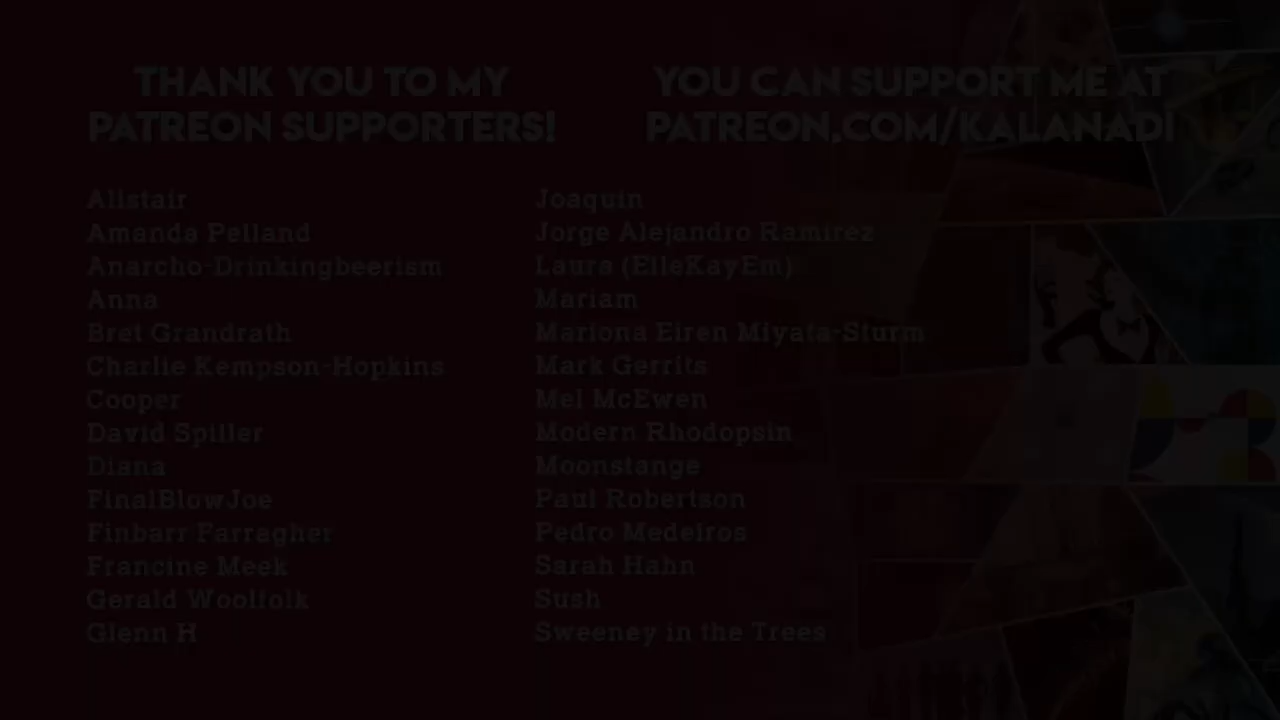 THANK YOU TO MY
PATREON SUPPORTERS!
YOU CAN SUPPORT ME AT
PATREON.COM/KALANADI
Alistair
Amanda Pelland
Anarcho-Drinkingbeerism
Anna
Bret Grandrath
Charlie Kempson-Hopkins
Cooper
David Spiller
Diana
FinalBlowJoe
Finbarr Farragher
Francine Meek
Gerald Woolfolk
Glenn H
Joaquin
Jorge Alejandro Ramirez
Laura (ElleKayEm)
Mariam
Mariona Eiren Miyata-Sturm
Mark Gerrits
Mel McEwen
Modern Rhodopsin
Moonstange
Paul Robertson
Pedro Medeiros
Sarah Hahn
Sush
Sweeney in the Trees